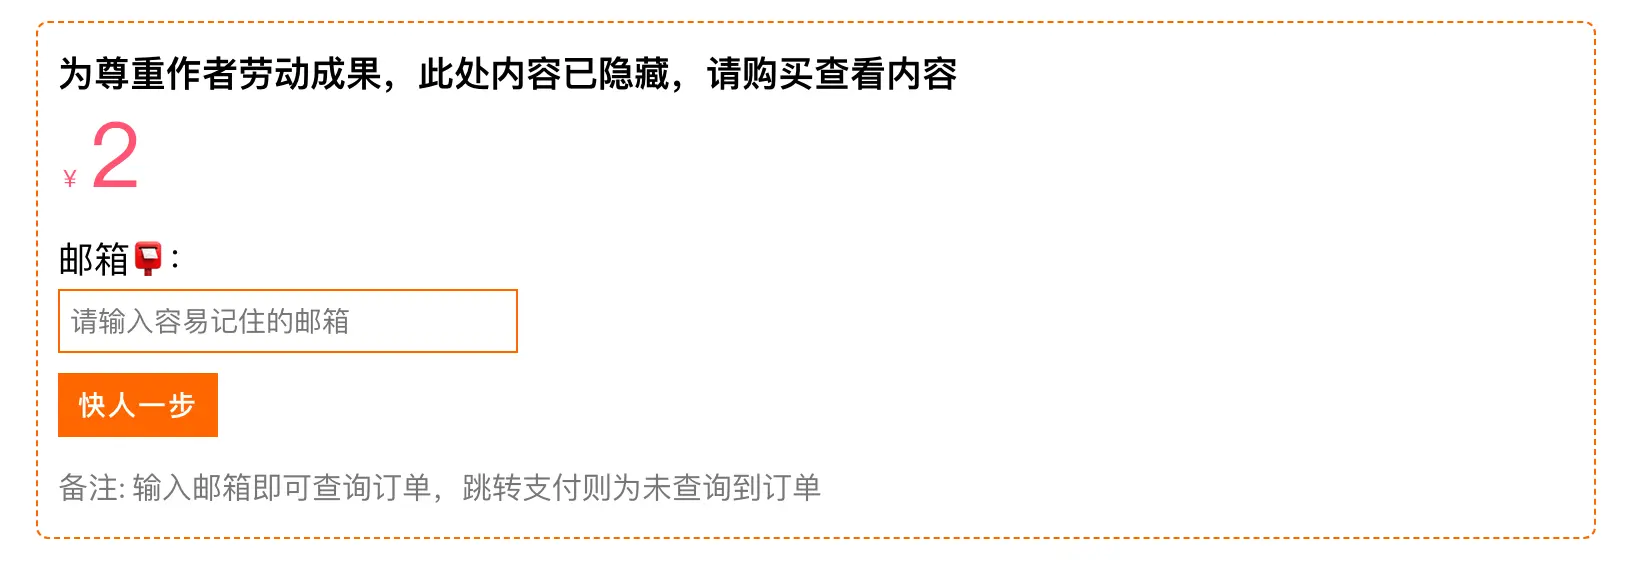 为尊重作者劳动成果，此处内容已隐藏，请购买查看内容
¥ 2
邮箱📮：
请输入容易记住的邮箱
快人一步
备注: 输入邮箱即可查询订单，跳转支付则为未查询到订单